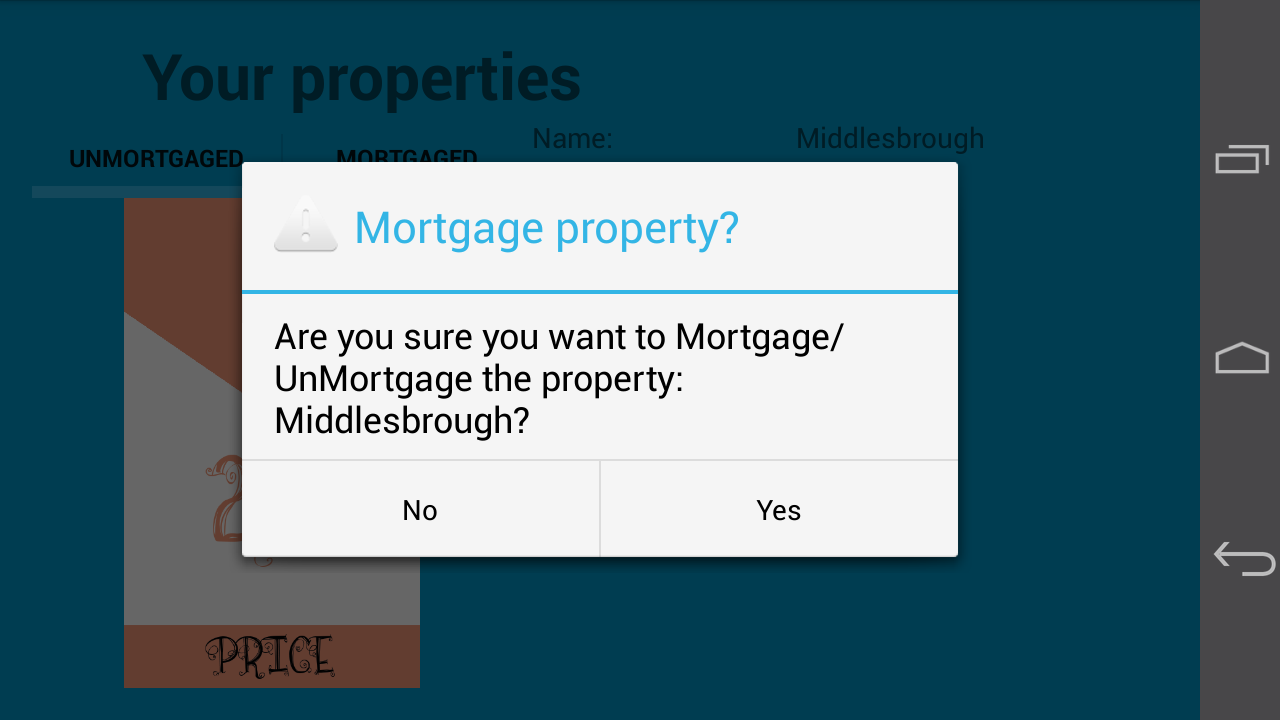 Your properties
UNMORTGAGED
MORTGAGED
Name:
Middlesbrough
Mortgage property?
Are you sure you want to Mortgage/
UnMortgage the property:
Middlesbrough?
No
Yes
2
PRICE